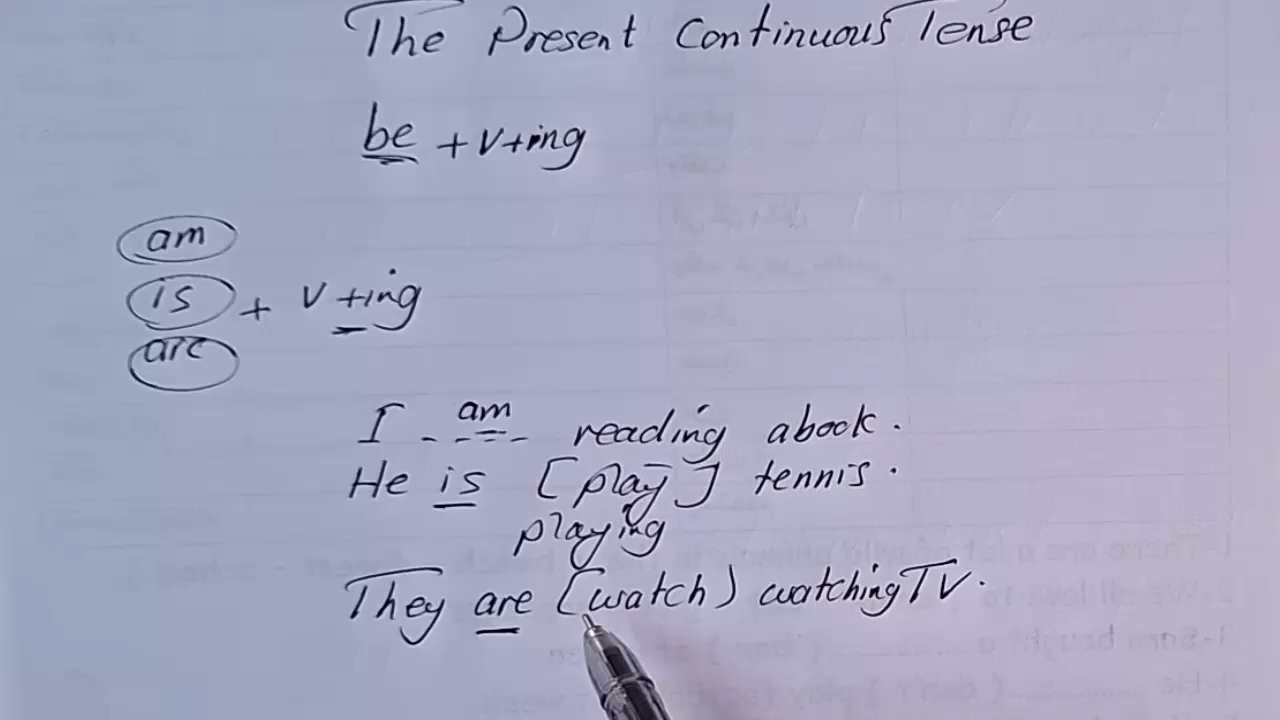 The Present Continuous Tense
be + v+ing
am
is + v +ing
are
I - am - reading abook.
He is [play] tennis.
playing
They are (watch) watching TV.